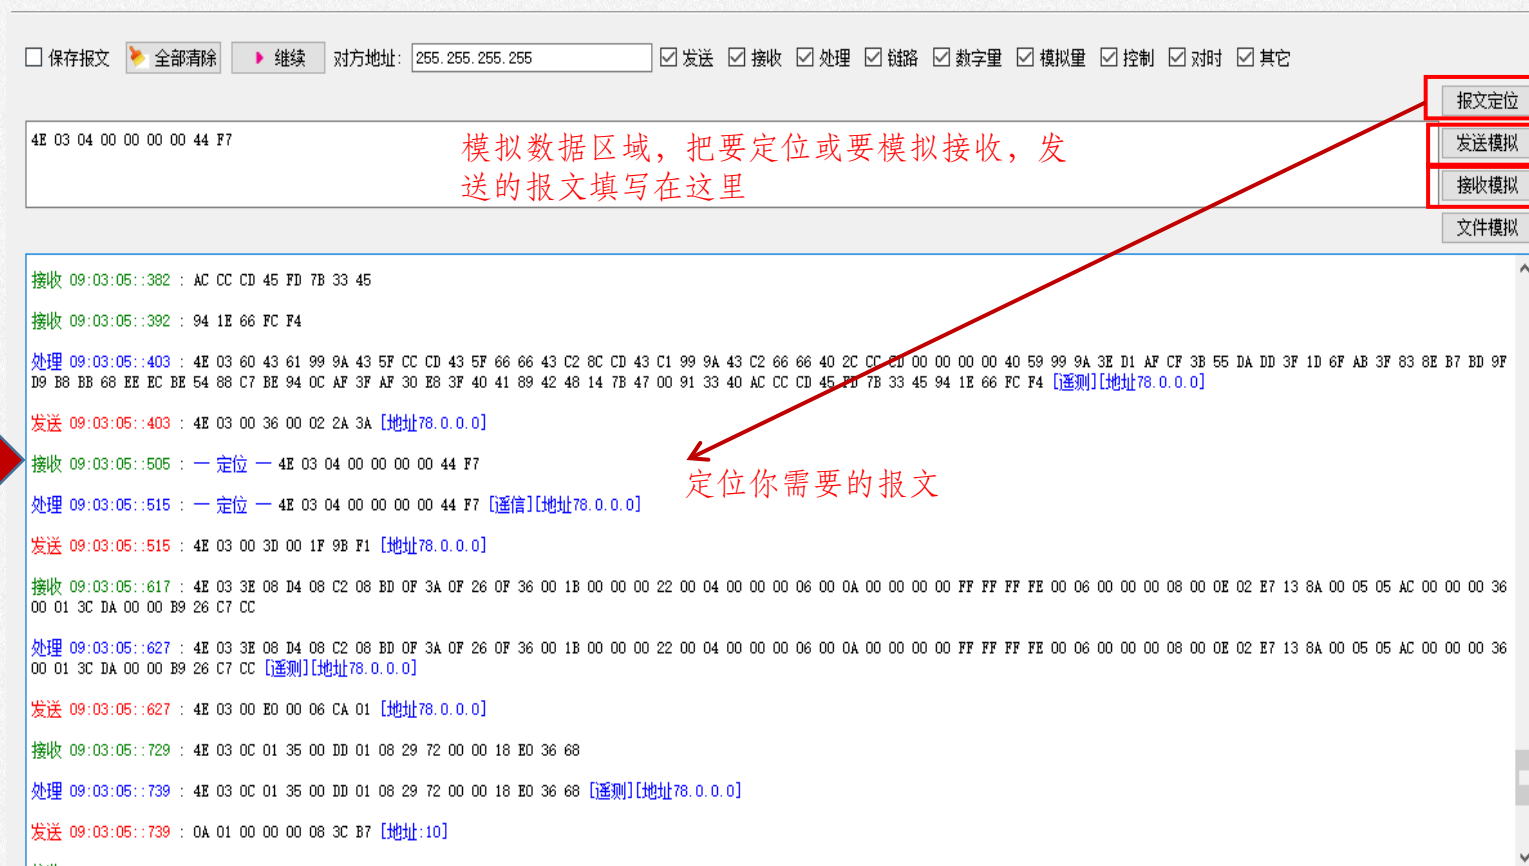 保存报文 全部清除 继续 对方地址: 255.255.255.255 发送 接收 处理 链路 数字量 模拟量 控制 对时 其它
报文定位
4E 03 04 00 00 00 00 44 F7
模拟数据区域，把要定位或要模拟接收，发
送的报文填写在这里
发送模拟
接收模拟
文件模拟
接收 09:03:05::382 : AC CC CD 45 FD 7B 33 45
接收 09:03:05::392 : 94 1E 66 FC F4
处理 09:03:05::403 : 4E 03 60 43 61 99 9A 43 5F CC CD 43 5F 66 66 43 C2 8C CD 43 C1 99 9A 43 C2 66 66 40 2C CC CD 00 00 00 00 40 59 99 9A 3E D1 AF CF 3B 55 DA DD 3F 1D 6F AB 3F 83 8E B7 BD 9F
D9 B8 BB 68 EE EC BE 54 88 C7 BE 94 0C AF 3F AF 30 E8 3F 40 41 89 42 48 14 7B 47 00 91 33 40 AC CC CD 45 FD 7B 33 45 94 1E 66 FC F4 [遥测][地址78.0.0.0]
发送 09:03:05::403 : 4E 03 00 36 00 02 2A 3A [地址78.0.0.0]
接收 09:03:05::505 : — 定位 — 4E 03 04 00 00 00 00 44 F7
定位你需要的报文
处理 09:03:05::515 : — 定位 — 4E 03 04 00 00 00 00 44 F7 [遥信][地址78.0.0.0]
发送 09:03:05::515 : 4E 03 00 3D 00 1F 9B F1 [地址78.0.0.0]
接收 09:03:05::617 : 4E 03 3E 08 D4 08 C2 08 BD 0F 3A 0F 26 0F 36 00 1B 00 00 00 22 00 04 00 00 00 06 00 0A 00 00 00 00 FF FF FF FE 00 06 00 00 00 08 00 0E 02 E7 13 8A 00 05 05 AC 00 00 00 36
00 01 3C DA 00 00 B9 26 C7 CC
处理 09:03:05::627 : 4E 03 3E 08 D4 08 C2 08 BD 0F 3A 0F 26 0F 36 00 1B 00 00 00 22 00 04 00 00 00 06 00 0A 00 00 00 00 FF FF FF FE 00 06 00 00 00 08 00 0E 02 E7 13 8A 00 05 05 AC 00 00 00 36
00 01 3C DA 00 00 B9 26 C7 CC [遥测][地址78.0.0.0]
发送 09:03:05::627 : 4E 03 00 E0 00 06 CA 01 [地址78.0.0.0]
接收 09:03:05::729 : 4E 03 0C 01 35 00 DD 01 08 29 72 00 00 18 E0 36 68
处理 09:03:05::739 : 4E 03 0C 01 35 00 DD 01 08 29 72 00 00 18 E0 36 68 [遥测][地址78.0.0.0]
发送 09:03:05::739 : 0A 01 00 00 00 08 3C B7 [地址:10]